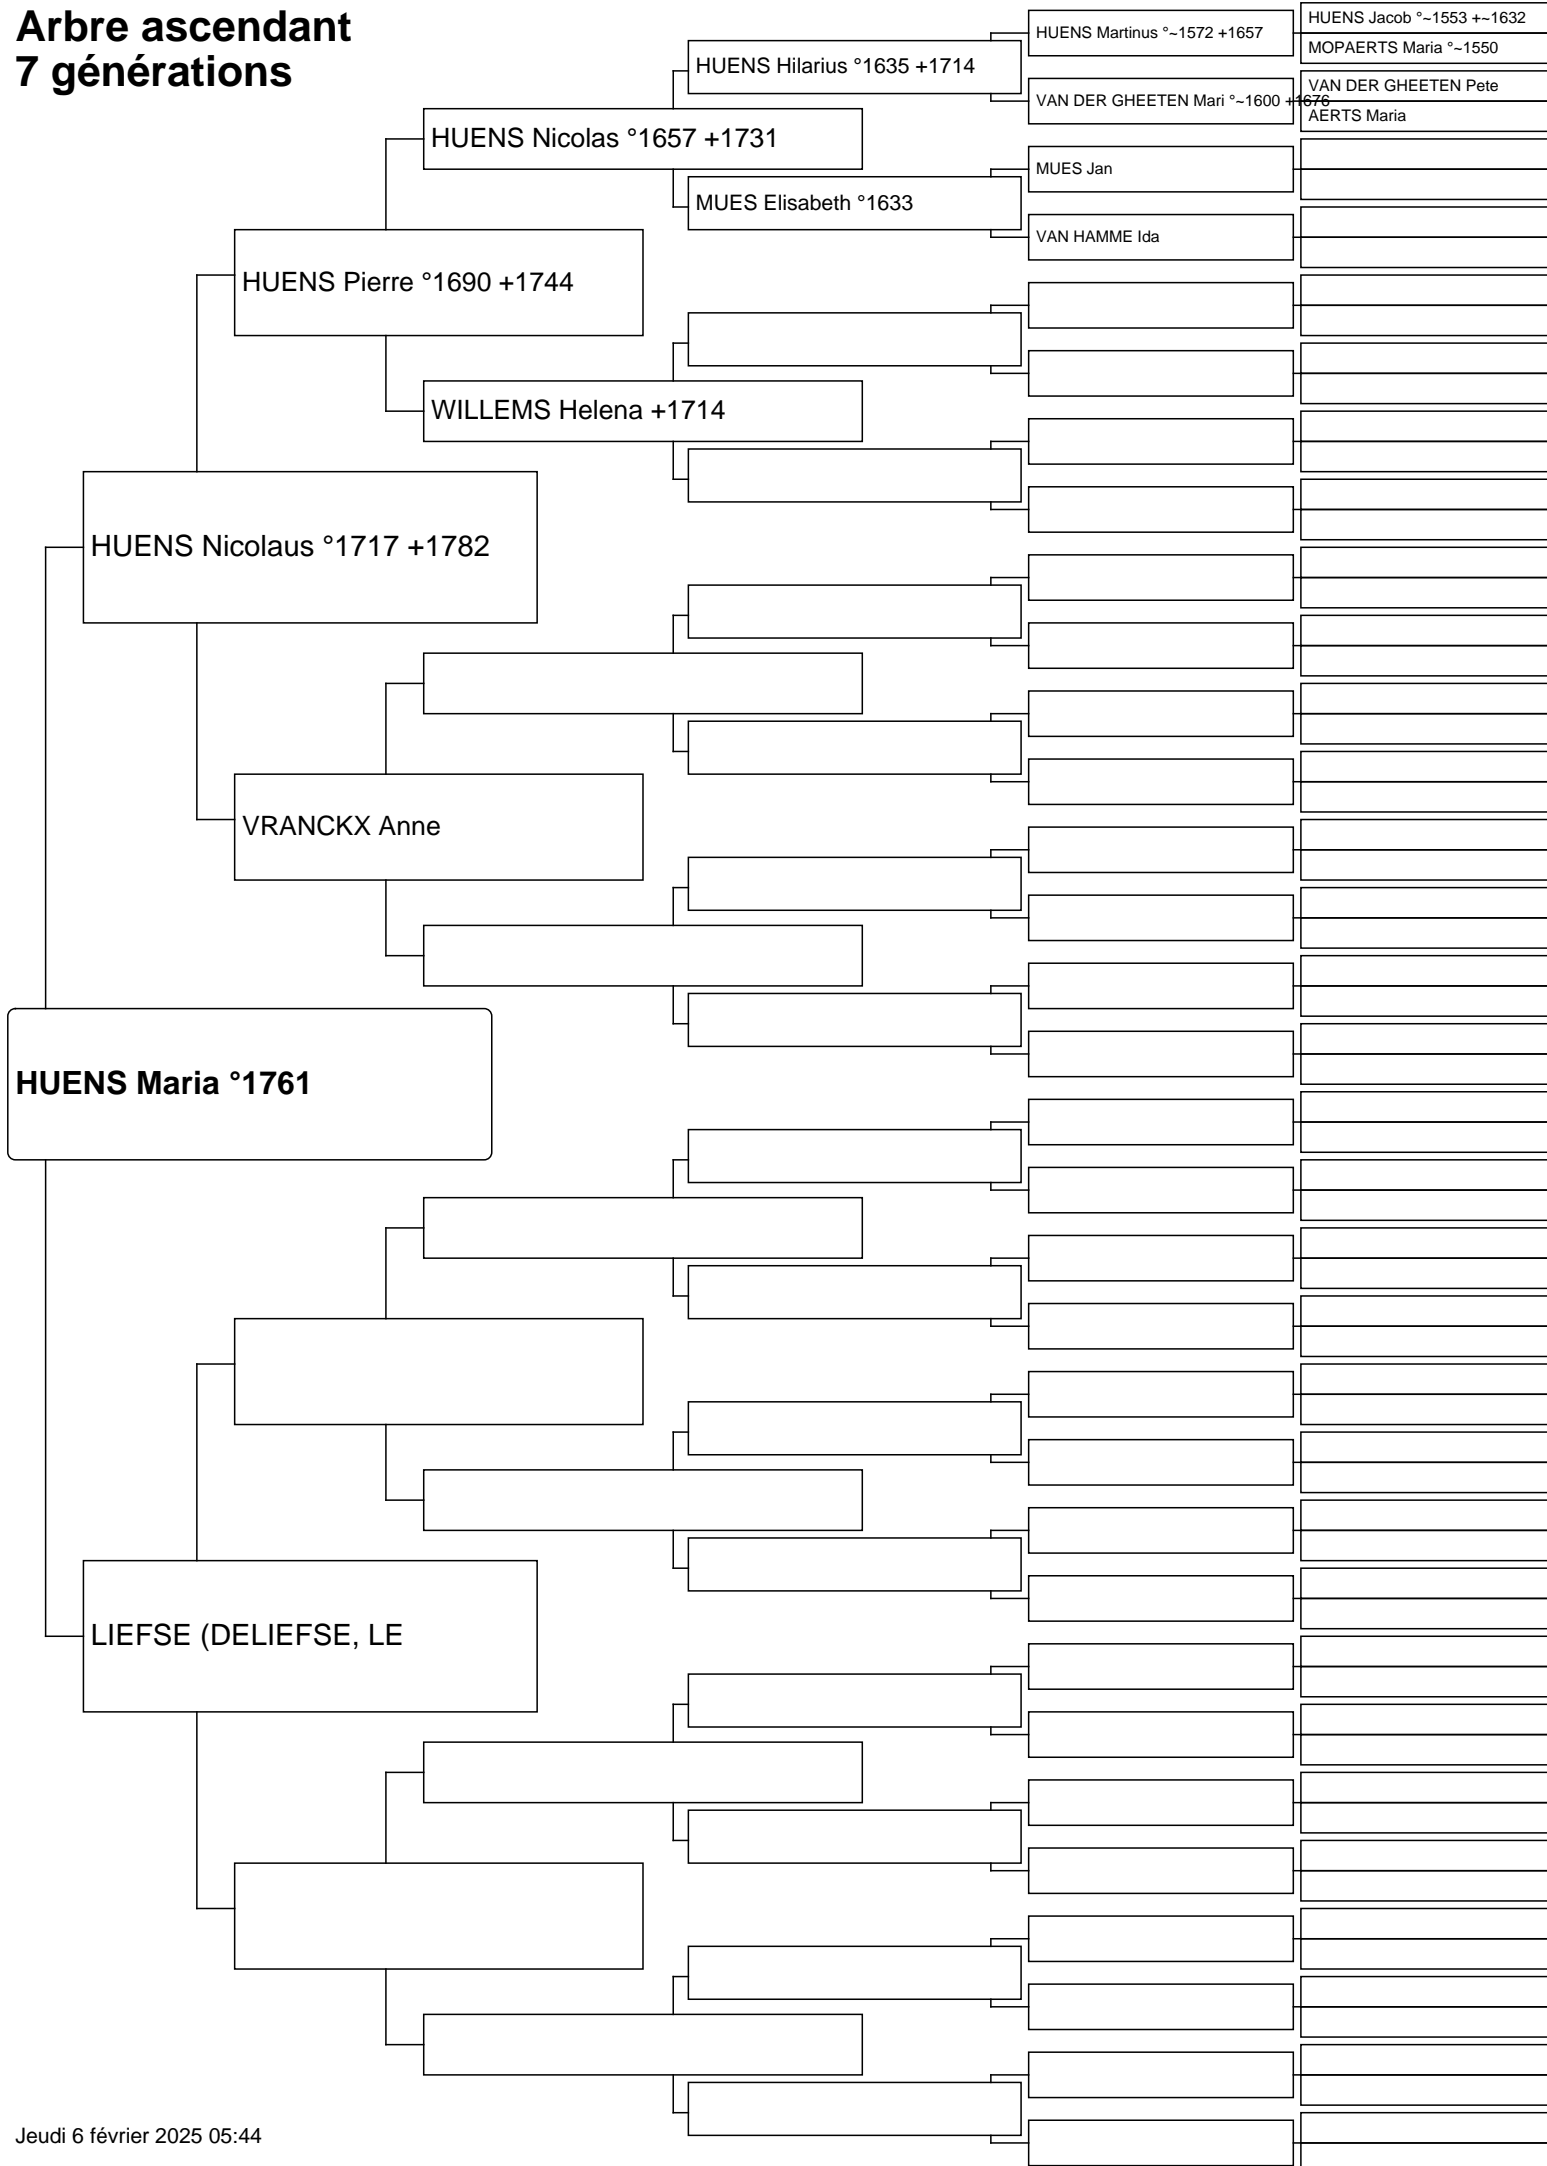 Arbre ascendant
7 générations
HUENS Martinus °~1572 +1657
HUENS Jacob °~1553 +~1632
MOPAERTS Maria °~1550
HUENS Hilarius °1635 +1714
VAN DER GHEETEN Mari °~1600 +1676
VAN DER GHEETEN Pete
AERTS Maria
HUENS Nicolas °1657 +1731
MUES Jan
MUES Elisabeth °1633
VAN HAMME Ida
HUENS Pierre °1690 +1744
WILLEMS Helena +1714
HUENS Nicolaus °1717 +1782
VRANCKX Anne
HUENS Maria °1761
LIEFSE (DELIEFSE, LE
Jeudi 6 février 2025 05:44